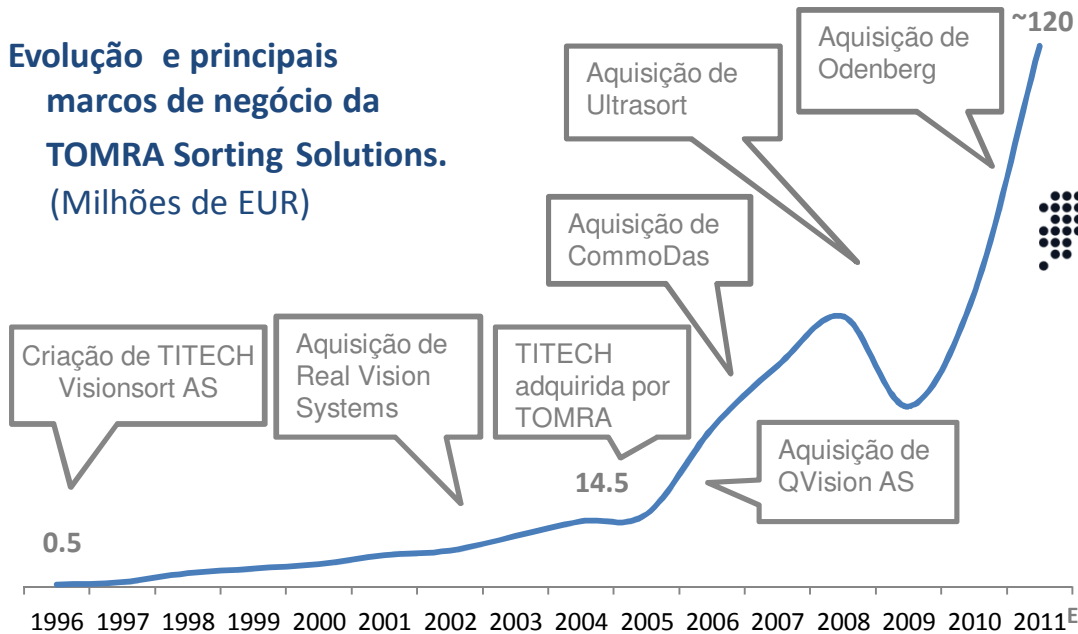 Evolução e principais
marcos de negócio da
TOMRA Sorting Solutions.
(Milhões de EUR)
Aquisição de
Ultrasort
Aquisição de
Odenberg
~120
Aquisição de
CommoDas
Criação de TITECH
Visionsort AS
Aquisição de
Real Vision
Systems
TITECH
adquirida por
TOMRA
Aquisição de
QVision AS
14.5
0.5
1996 1997 1998 1999 2000 2001 2002 2003 2004 2005 2006 2007 2008 2009 2010 2011E